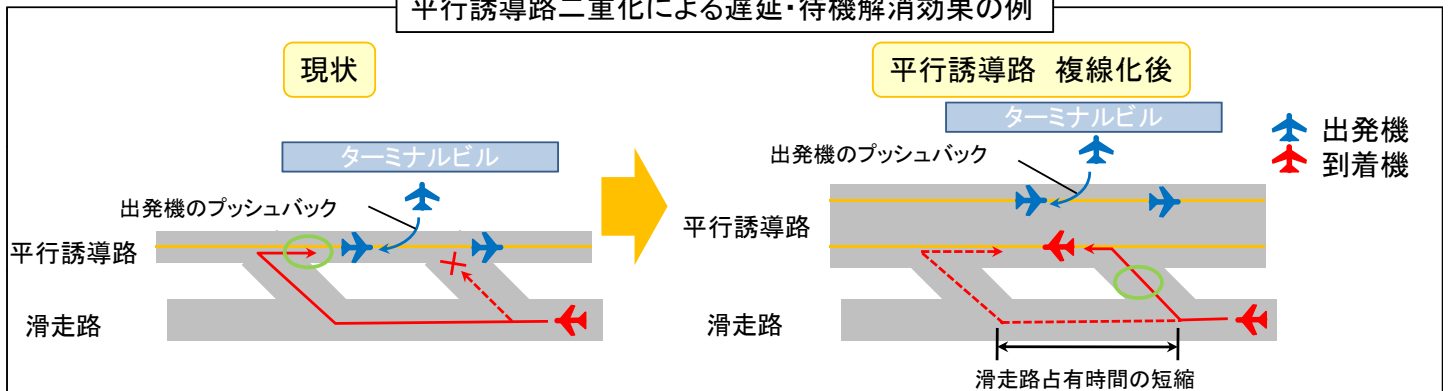 平行誘導路二重化による遅延・待機解消効果の例
現状
ターミナルビル
出発機のプッシュバック
平行誘導路
滑走路
平行誘導路 複線化後
ターミナルビル
出発機のプッシュバック
平行誘導路
滑走路
滑走路占有時間の短縮
出発機
到着機